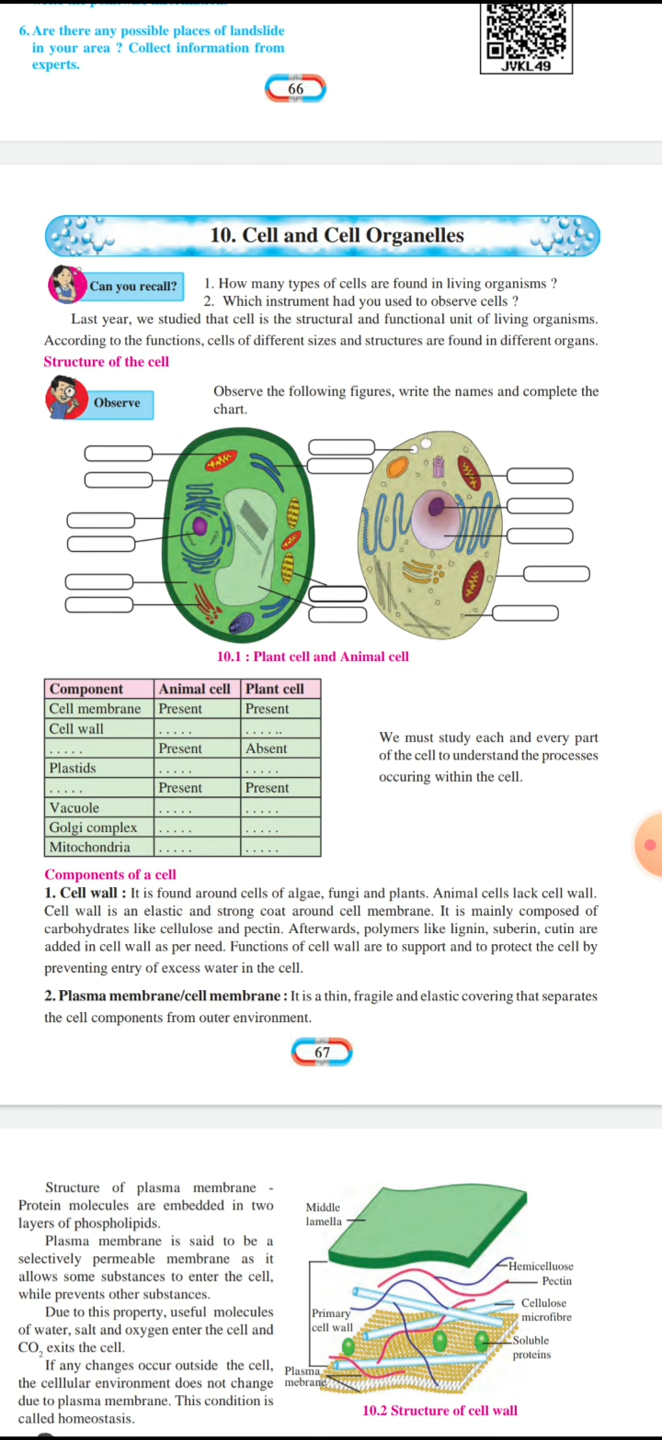 6. Are there any possible places of landslide
in your area ? Collect information from
experts.
JVKL49
66
10. Cell and Cell Organelles
Can you recall?
1. How many types of cells are found in living organisms ?
2. Which instrument had you used to observe cells ?
Last year, we studied that cell is the structural and functional unit of living organisms.
According to the functions, cells of different sizes and structures are found in different organs.
Structure of the cell
Observe
Observe the following figures, write the names and complete the
chart.
10.1 : Plant cell and Animal cell
Component Animal cell Plant cell
Cell membrane Present Present
Cell wall ..... ......
..... Present Absent
Plastids ..... .....
..... Present Present
Vacuole ..... .....
Golgi complex ..... .....
Mitochondria ..... .....
We must study each and every part
of the cell to understand the processes
occuring within the cell.
Components of a cell
1. Cell wall : It is found around cells of algae, fungi and plants. Animal cells lack cell wall.
Cell wall is an elastic and strong coat around cell membrane. It is mainly composed of
carbohydrates like cellulose and pectin. Afterwards, polymers like lignin, suberin, cutin are
added in cell wall as per need. Functions of cell wall are to support and to protect the cell by
preventing entry of excess water in the cell.
2. Plasma membrane/cell membrane : It is a thin, fragile and elastic covering that separates
the cell components from outer environment.
67
Structure of plasma membrane -
Protein molecules are embedded in two
layers of phospholipids.
Plasma membrane is said to be a
selectively permeable membrane as it
allows some substances to enter the cell,
while prevents other substances.
Due to this property, useful molecules
of water, salt and oxygen enter the cell and
CO₂ exits the cell.
If any changes occur outside the cell,
the celllular environment does not change
due to plasma membrane. This condition is
called homeostasis.
Middle
lamella
Hemicelluose
Pectin
Cellulose
microfibre
Primary
cell wall
Soluble
proteins
Plasma
mebrane
10.2 Structure of cell wall